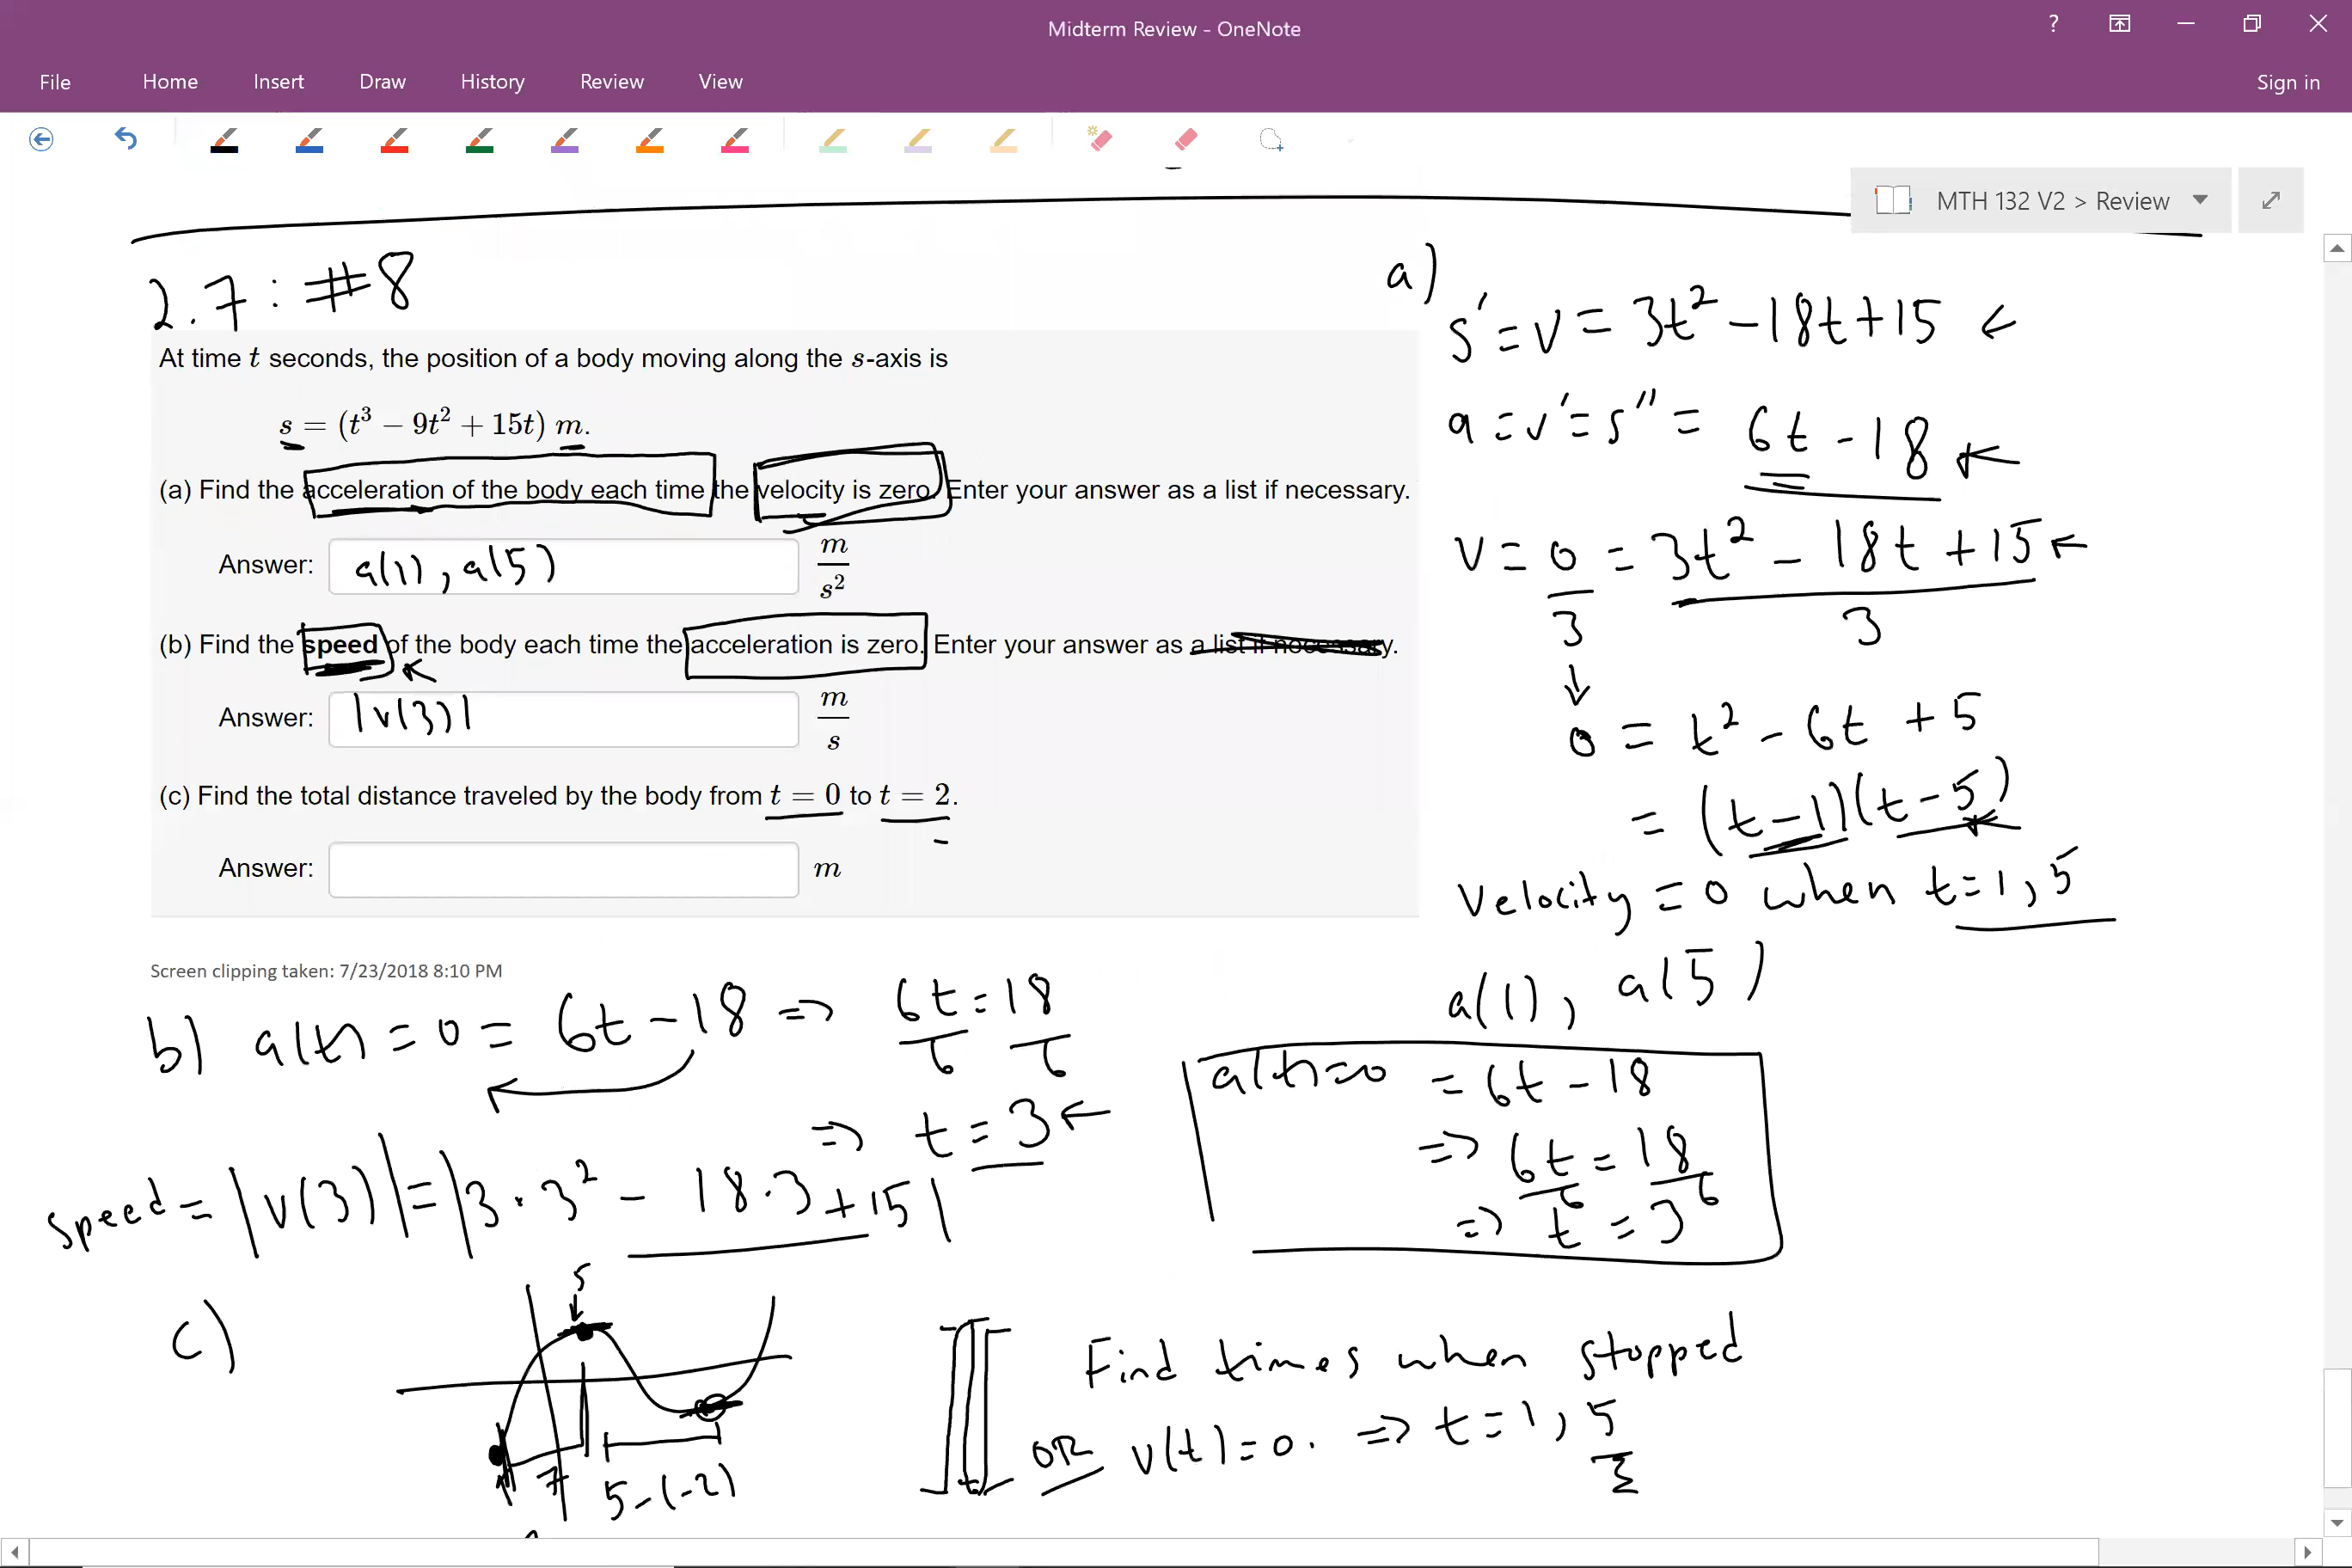 Midterm Review - OneNote
?
File Home Insert Draw History Review View
Sign in
MTH 132 V2 > Review
2.7 : #8
At time t seconds, the position of a body moving along the s-axis is
s = (t³ − 9t² + 15t) m.
(a) Find the acceleration of the body each time the velocity is zero. Enter your answer as a list if necessary.
Answer: a(1), a(5) m/s²
(b) Find the speed of the body each time the acceleration is zero. Enter your answer as a list if necessary.
Answer: |v(3)| m/s
(c) Find the total distance traveled by the body from t = 0 to t = 2.
Answer: m
Screen clipping taken: 7/23/2018 8:10 PM
a)
s' = v = 3t² − 18t + 15 ←
a = v' = s'' = 6t − 18 ←
v = 0/3 = (3t² − 18t + 15)/3 ←
↓
0 = t² − 6t + 5
= (t − 1)(t − 5)
Velocity = 0 when t = 1, 5
a(1), a(5)
a(t) = 0 = 6t − 18
⇒ 6t/6 = 18/6
⇒ t = 3
b) a(t) = 0 = 6t − 18 ⇒ 6t/6 = 18/6
⇒ t = 3 ←
Speed = |v(3)| = |3·3² − 18·3 + 15|
c)
5
↓
7
5 − (−2)
Find times when stopped
OR v(t) = 0. ⇒ t = 1, 5